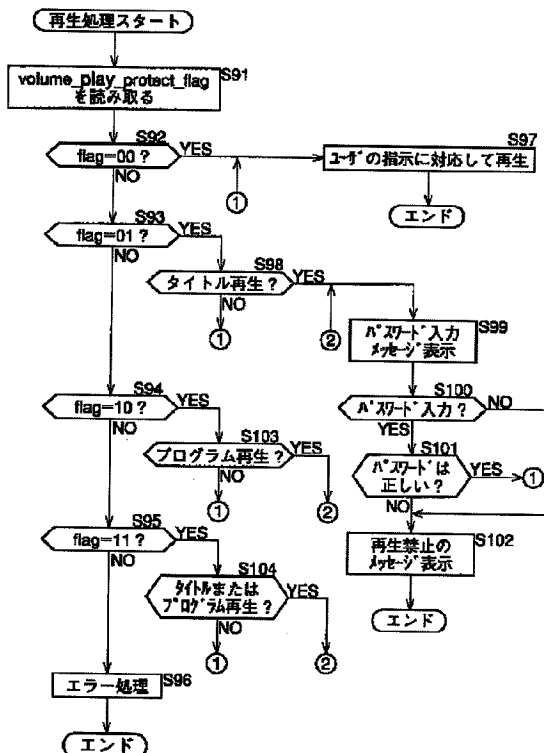 再生処理スタート
S91
volume_play_protect_flag
を読み取る
S92
flag=00 ?
YES
NO
①
S97
ユーザの指示に対応して再生
エンド
S93
flag=01 ?
YES
NO
S98
タイトル再生 ?
YES
NO
①
②
S99
パスワード入力
メッセージ表示
S94
flag=10 ?
YES
NO
S100
パスワード入力 ?
NO
YES
S103
プログラム再生 ?
YES
NO
①
②
S101
パスワードは
正しい ?
YES
①
NO
S95
flag=11 ?
YES
NO
S102
再生禁止の
メッセージ表示
エンド
S104
タイトルまたは
プログラム再生 ?
YES
NO
①
②
エラー処理
S96
エンド